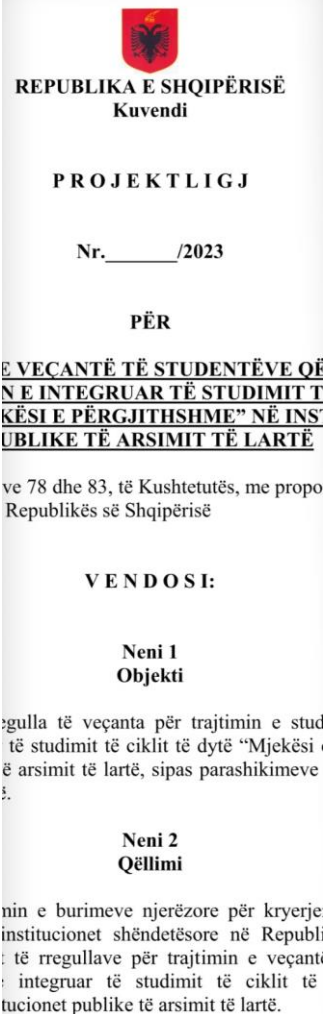 REPUBLIKA E SHQIPËRISË
Kuvendi
P R O J E K T L I G J
Nr._______/2023
PËR
E VEÇANTË TË STUDENTËVE QË
N E INTEGRUAR TË STUDIMIT T
KËSI E PËRGJITHSHME” NË INS
UBLIKE TË ARSIMIT TË LARTË
ve 78 dhe 83, të Kushtetutës, me propo
Republikës së Shqipërisë
V E N D O S I:
Neni 1
Objekti
egulla të veçanta për trajtimin e stud
të studimit të ciklit të dytë “Mjekësi
ë arsimit të lartë, sipas parashikimeve
ë.
Neni 2
Qëllimi
min e burimeve njerëzore për kryerje
institucionet shëndetësore në Republi
të rregullave për trajtimin e veçantë
integruar të studimit të ciklit të
tucionet publike të arsimit të lartë.